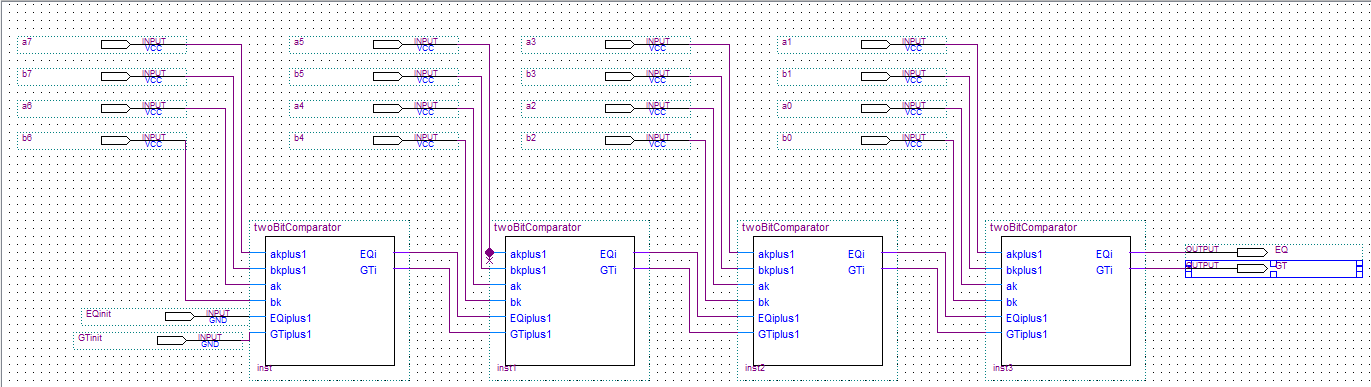 a7 INPUT VCC a5 INPUT VCC a3 INPUT VCC a1 INPUT VCC
b7 INPUT VCC b5 INPUT VCC b3 INPUT VCC b1 INPUT VCC
a6 INPUT VCC a4 INPUT VCC a2 INPUT VCC a0 INPUT VCC
b6 INPUT VCC b4 INPUT VCC b2 INPUT VCC b0 INPUT VCC
twoBitComparator twoBitComparator twoBitComparator twoBitComparator
akplus1 EQi akplus1 EQi akplus1 EQi akplus1 EQi OUTPUT EQ
bkplus1 GTi bkplus1 GTi bkplus1 GTi bkplus1 GTi OUTPUT GT
ak ak ak ak
bk bk bk bk
EQinit INPUT GND EQiplus1 EQiplus1 EQiplus1 EQiplus1
GTinit INPUT GND GTiplus1 GTiplus1 GTiplus1 GTiplus1
inst inst1 inst2 inst3